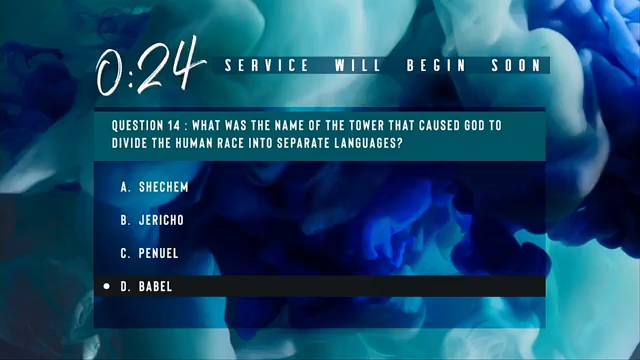 0:24 SERVICE WILL BEGIN SOON
QUESTION 14 : WHAT WAS THE NAME OF THE TOWER THAT CAUSED GOD TO
DIVIDE THE HUMAN RACE INTO SEPARATE LANGUAGES?
A. SHECHEM
B. JERICHO
C. PENUEL
D. BABEL